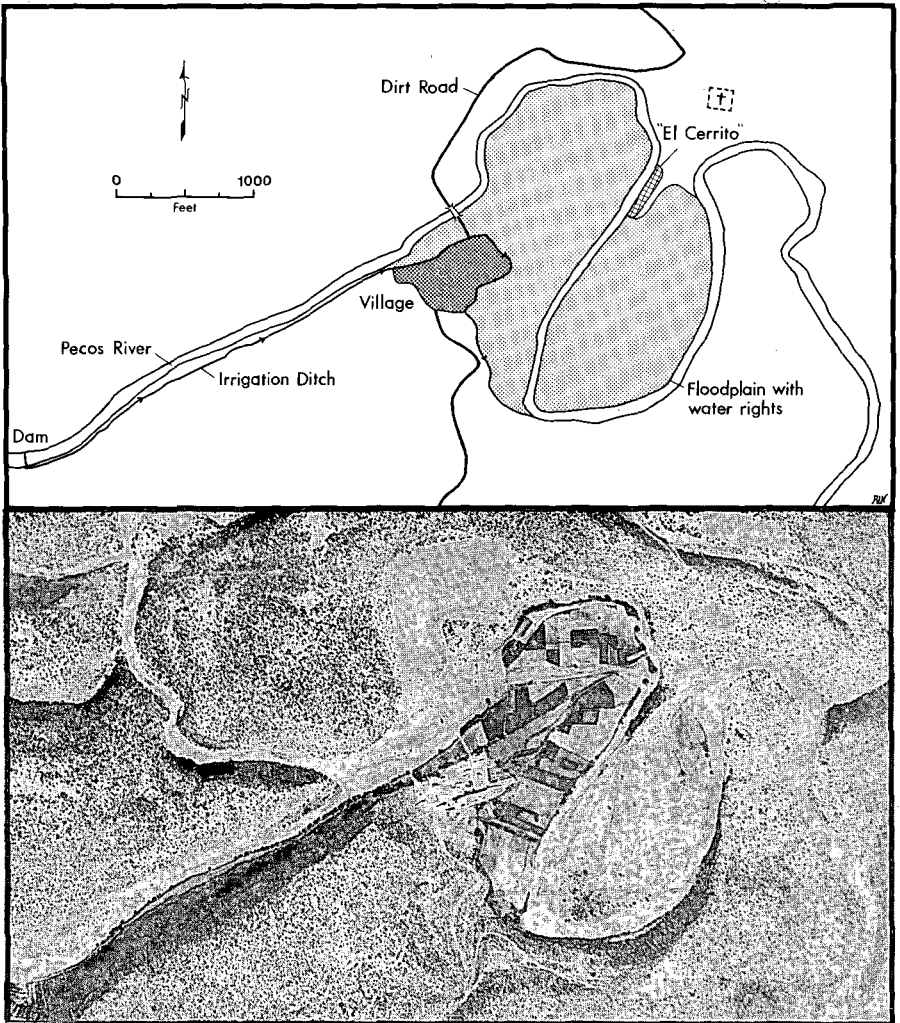 Dirt Road
"El Cerrito"
0 1000
Feet
Village
Pecos River
Irrigation Ditch
Floodplain with
water rights
Dam